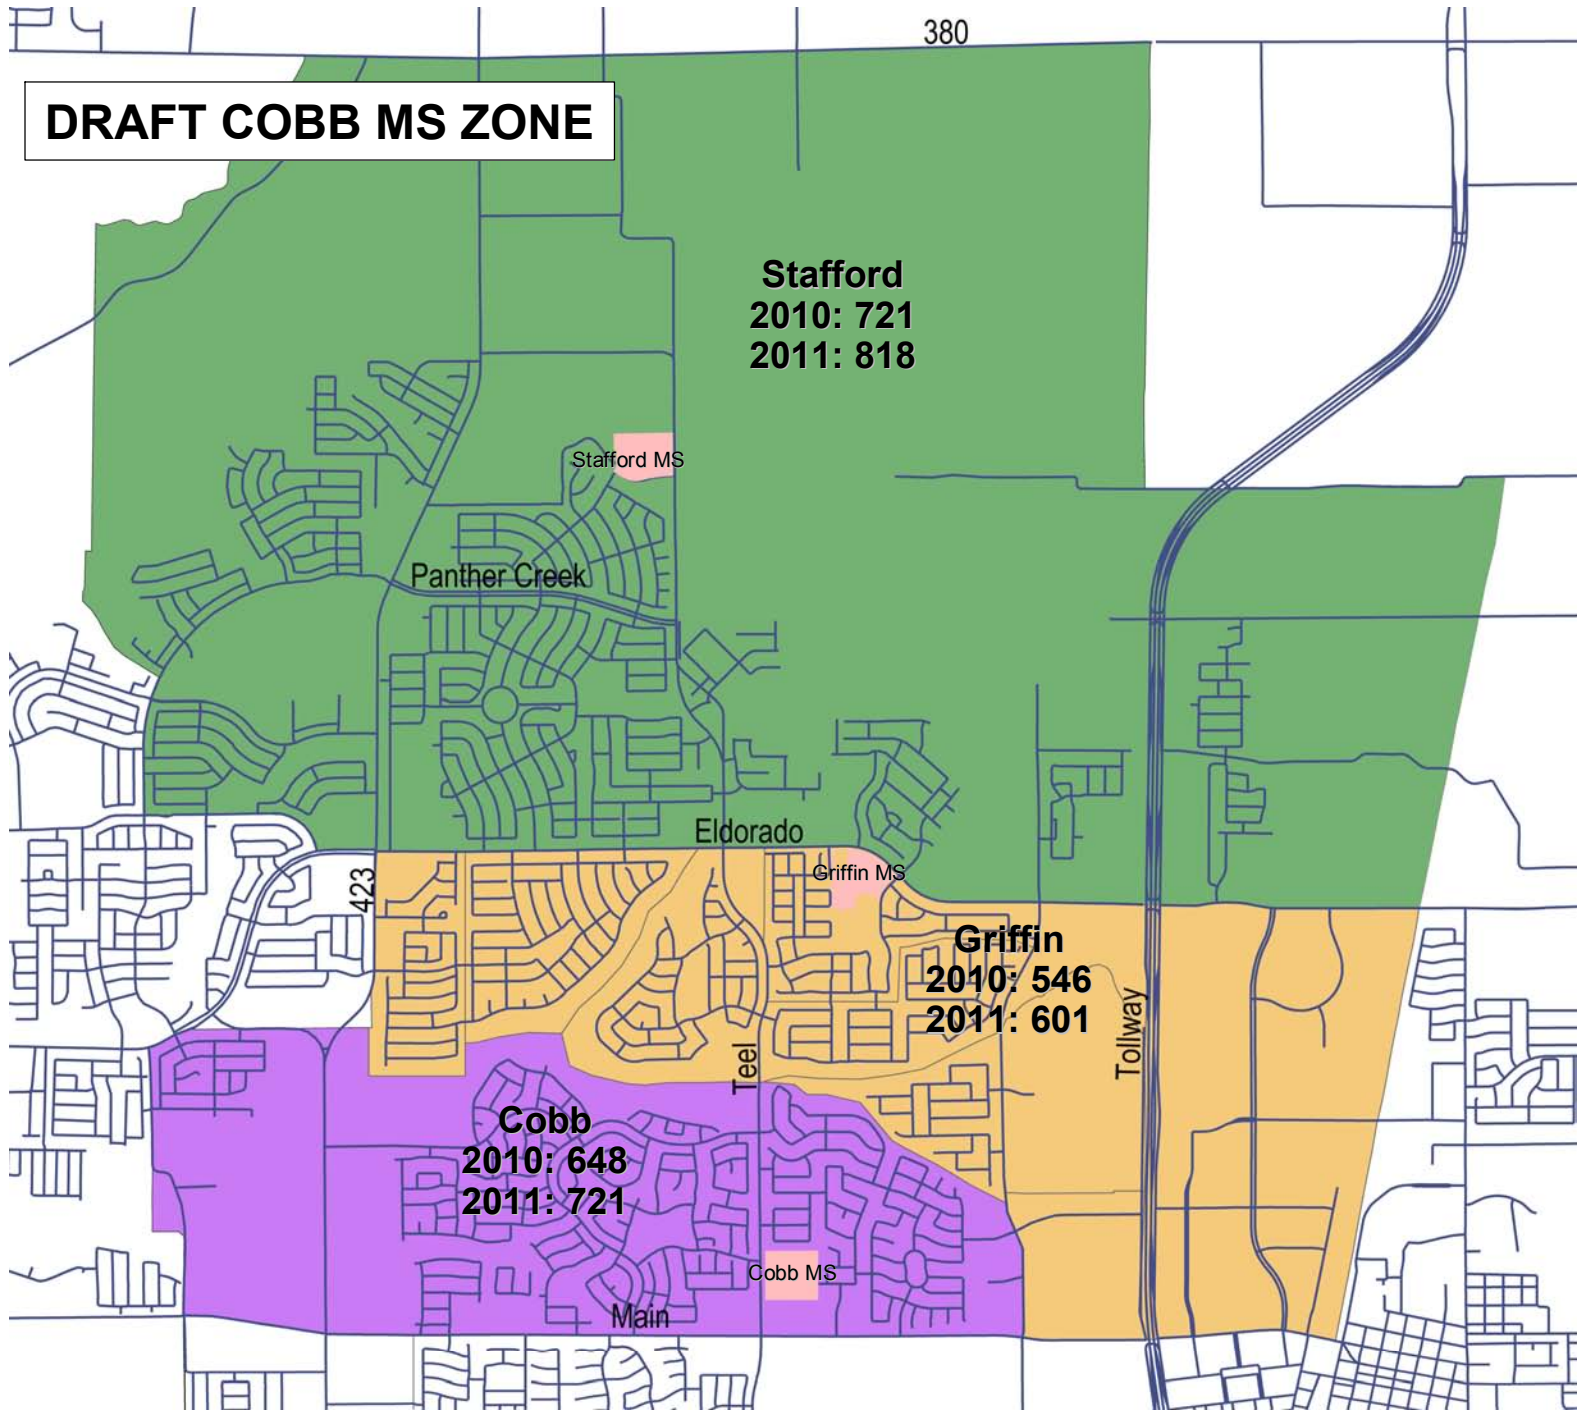 380
DRAFT COBB MS ZONE
Stafford
2010: 721
2011: 818
Stafford MS
Panther Creek
Eldorado
Griffin MS
423
Griffin
2010: 546
2011: 601
Tollway
Teel
Cobb
2010: 648
2011: 721
Cobb MS
Main